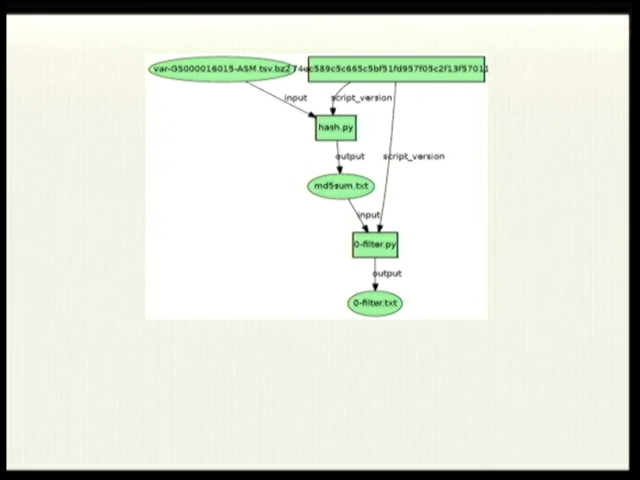 var-GS000016015-ASM.tsv.bz2
74ec589c5c665c5bf51fd957f05c2f13f57011
input
script_version
hash.py
output
script_version
md5sum.txt
input
0-filter.py
output
0-filter.txt